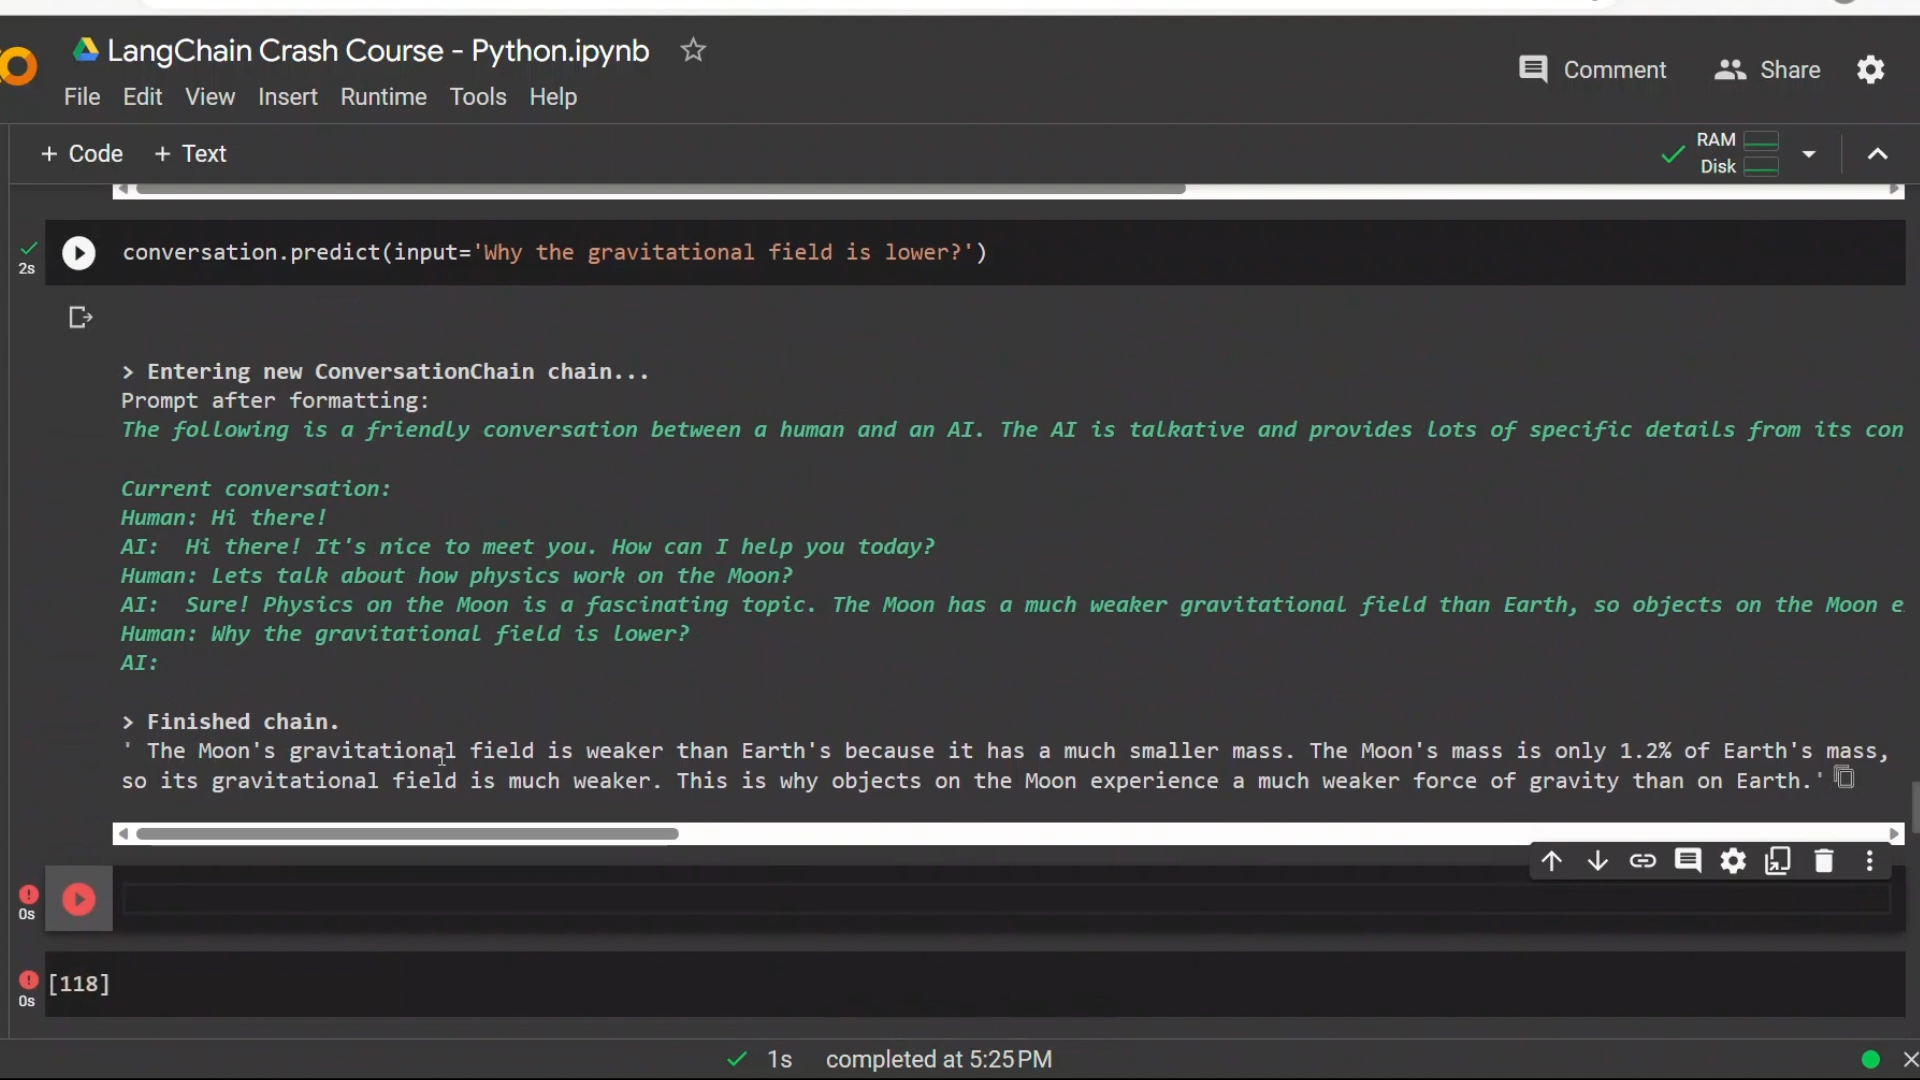 LangChain Crash Course - Python.ipynb
Comment
Share
File Edit View Insert Runtime Tools Help
+ Code + Text
RAM
Disk
2s
conversation.predict(input='Why the gravitational field is lower?')
> Entering new ConversationChain chain...
Prompt after formatting:
The following is a friendly conversation between a human and an AI. The AI is talkative and provides lots of specific details from its con
Current conversation:
Human: Hi there!
AI:  Hi there! It's nice to meet you. How can I help you today?
Human: Lets talk about how physics work on the Moon?
AI:  Sure! Physics on the Moon is a fascinating topic. The Moon has a much weaker gravitational field than Earth, so objects on the Moon e
Human: Why the gravitational field is lower?
AI:
> Finished chain.
' The Moon's gravitational field is weaker than Earth's because it has a much smaller mass. The Moon's mass is only 1.2% of Earth's mass,
so its gravitational field is much weaker. This is why objects on the Moon experience a much weaker force of gravity than on Earth.'
0s
[118]
0s
1s completed at 5:25 PM